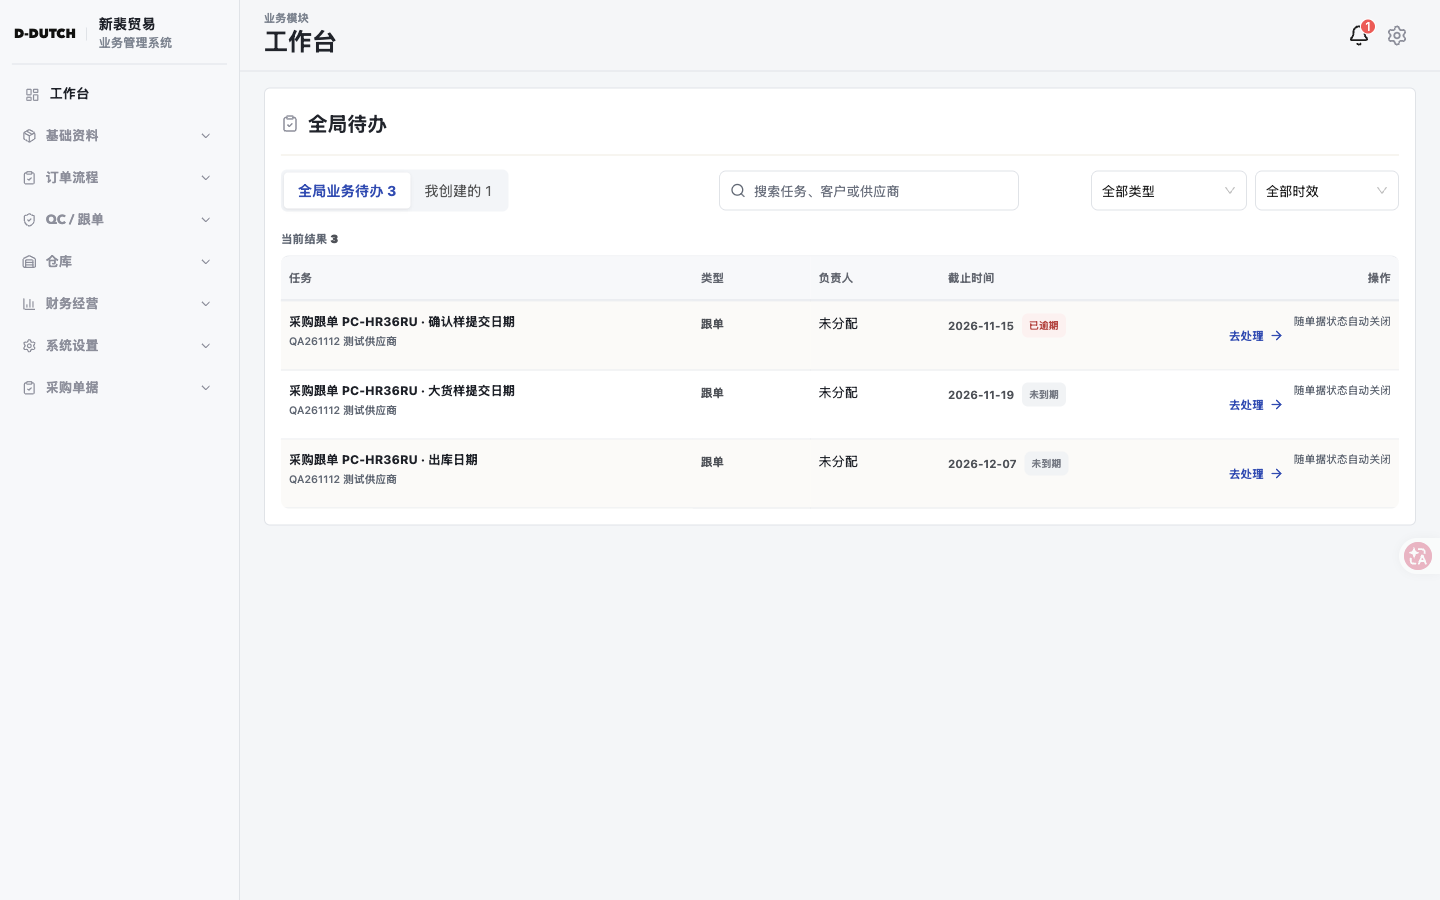 D-DUTCH
新裴贸易
业务管理系统
工作台
基础资料
订单流程
QC / 跟单
仓库
财务经营
系统设置
采购单据
业务模块
工作台
1
全局待办
全局业务待办 3
我创建的 1
搜索任务、客户或供应商
全部类型
全部时效
当前结果 3
任务 类型 负责人 截止时间 操作
采购跟单 PC-HR36RU · 确认样提交日期
QA261112 测试供应商
跟单 未分配 2026-11-15 已逾期 去处理 → 随单据状态自动关闭
采购跟单 PC-HR36RU · 大货样提交日期
QA261112 测试供应商
跟单 未分配 2026-11-19 未到期 去处理 → 随单据状态自动关闭
采购跟单 PC-HR36RU · 出库日期
QA261112 测试供应商
跟单 未分配 2026-12-07 未到期 去处理 → 随单据状态自动关闭